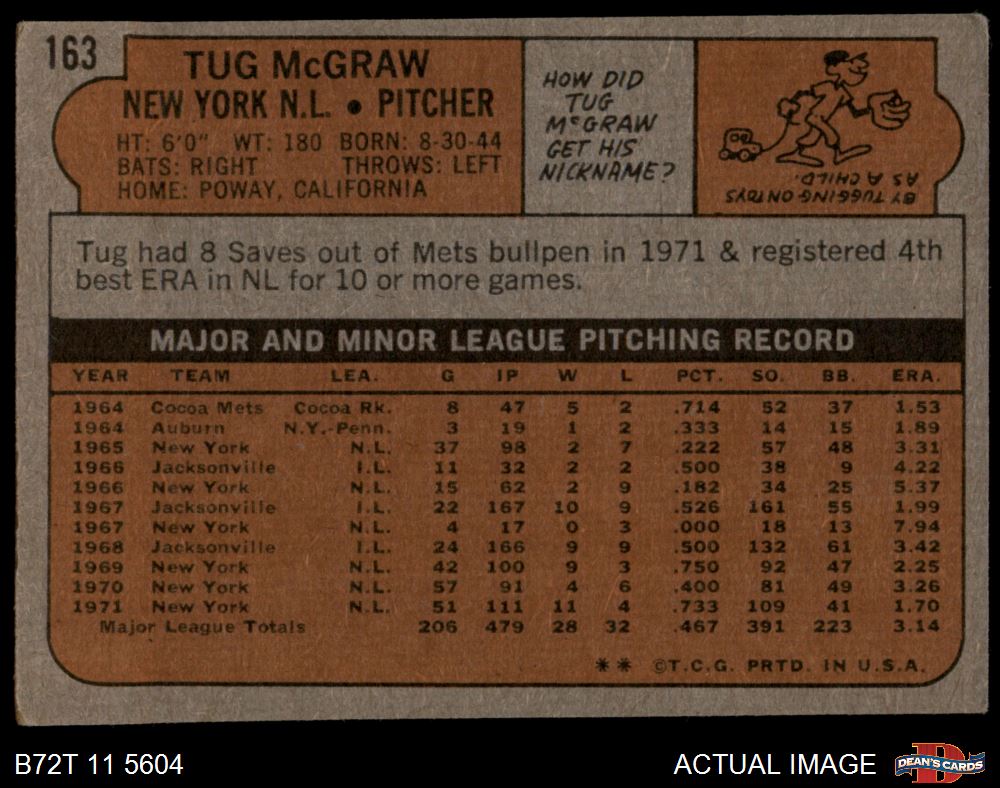 163
TUG McGRAW
NEW YORK N.L. • PITCHER
HT: 6'0" WT: 180 BORN: 8-30-44
BATS: RIGHT THROWS: LEFT
HOME: POWAY, CALIFORNIA
HOW DID
TUG
McGRAW
GET HIS
NICKNAME?
BY TUGGING ON TOYS
AS A CHILD.
Tug had 8 Saves out of Mets bullpen in 1971 & registered 4th
best ERA in NL for 10 or more games.
MAJOR AND MINOR LEAGUE PITCHING RECORD
YEAR TEAM LEA. G IP W L PCT. SO. BB. ERA.
1964 Cocoa Mets Cocoa Rk. 8 47 5 2 .714 52 37 1.53
1964 Auburn N.Y.-Penn. 3 19 1 2 .333 14 15 1.89
1965 New York N.L. 37 98 2 7 .222 57 48 3.31
1966 Jacksonville I.L. 11 32 2 2 .500 38 9 4.22
1966 New York N.L. 15 62 2 9 .182 34 25 5.37
1967 Jacksonville I.L. 22 167 10 9 .526 161 55 1.99
1967 New York N.L. 4 17 0 3 .000 18 13 7.94
1968 Jacksonville I.L. 24 166 9 9 .500 132 61 3.42
1969 New York N.L. 42 100 9 3 .750 92 47 2.25
1970 New York N.L. 57 91 4 6 .400 81 49 3.26
1971 New York N.L. 51 111 11 4 .733 109 41 1.70
Major League Totals 206 479 28 32 .467 391 223 3.14
** ©T.C.G. PRTD. IN U.S.A.
B72T 11 5604
ACTUAL IMAGE
D
DEAN'S CARDS